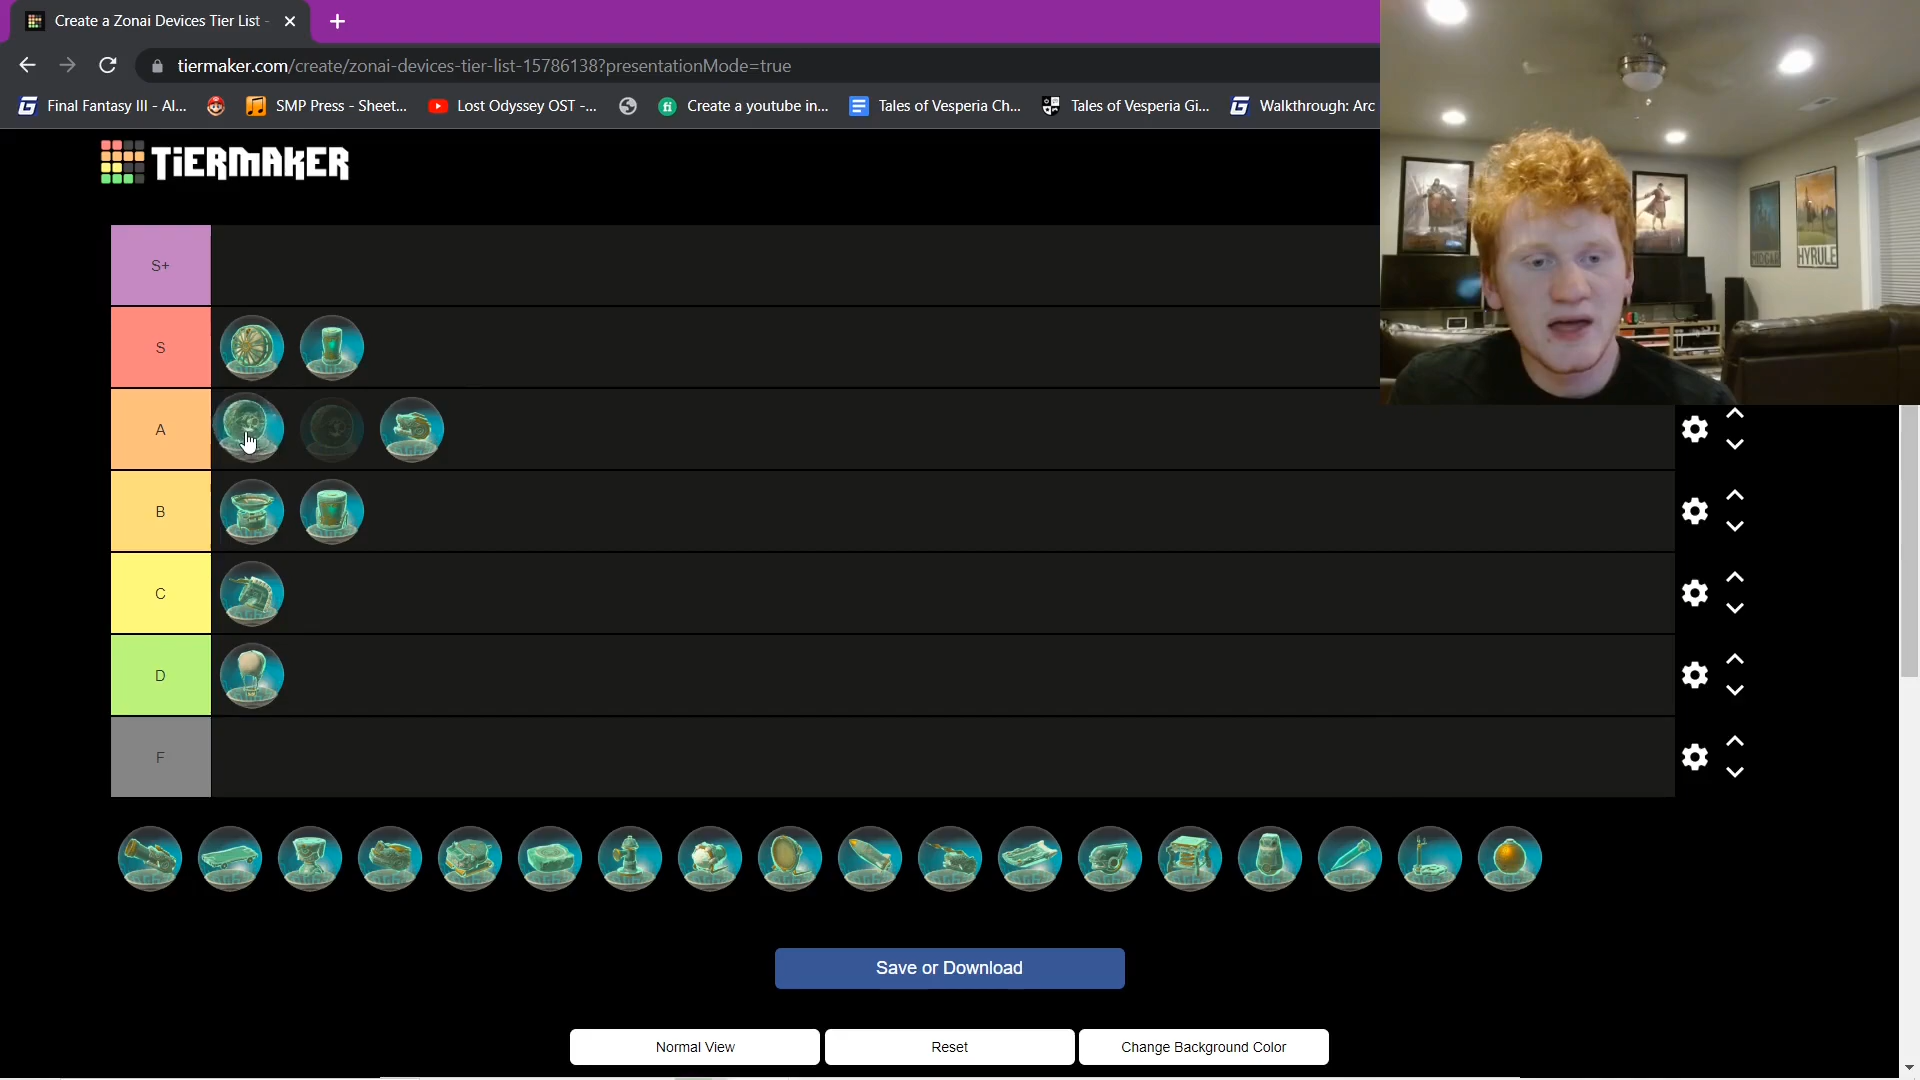 Create a Zonai Devices Tier List -
tiermaker.com/create/zonai-devices-tier-list-15786138?presentationMode=true
Final Fantasy III - Al...
SMP Press - Sheet...
Lost Odyssey OST -...
Create a youtube in...
Tales of Vesperia Ch...
Tales of Vesperia Gi...
Walkthrough: Arc
TiERMAKER
MIDGAR
HYRULE
S+
S
A
B
C
D
F
Save or Download
Normal View
Reset
Change Background Color